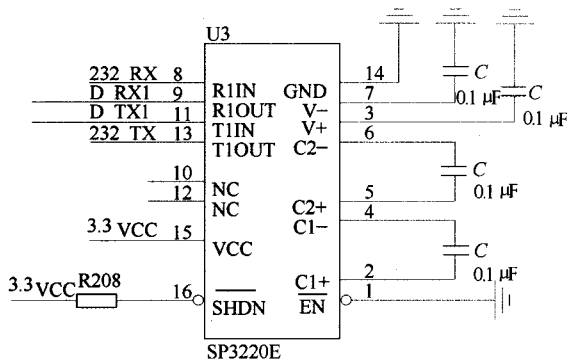 U3
232 RX 8 R1IN
D RX1 9 R1OUT
D TX1 11 T1IN
232 TX 13 T1OUT
10 NC
12 NC
3.3 VCC 15 VCC
3.3 VCC R208 16 SHDN
14 GND
7 V−
3 V+
6 C2−
5 C2+
4 C1−
2 C1+
1 EN
C
0.1 μF
C
0.1 μF
C
0.1 μF
C
0.1 μF
SP3220E